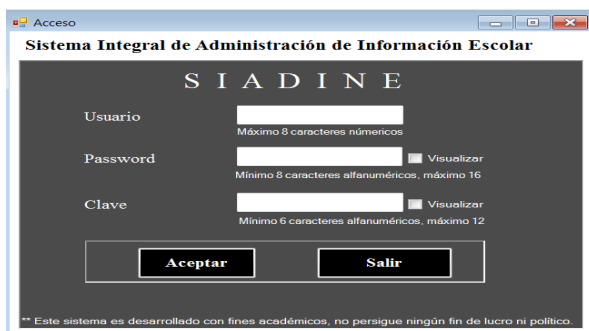 Acceso
Sistema Integral de Administración de Información Escolar
S I A D I N E
Usuario
Máximo 8 caracteres númericos
Password
Visualizar
Mínimo 8 caracteres alfanuméricos, máximo 16
Clave
Visualizar
Mínimo 6 caracteres alfanuméricos, máximo 12
Aceptar
Salir
** Este sistema es desarrollado con fines académicos, no persigue ningún fin de lucro ni político.